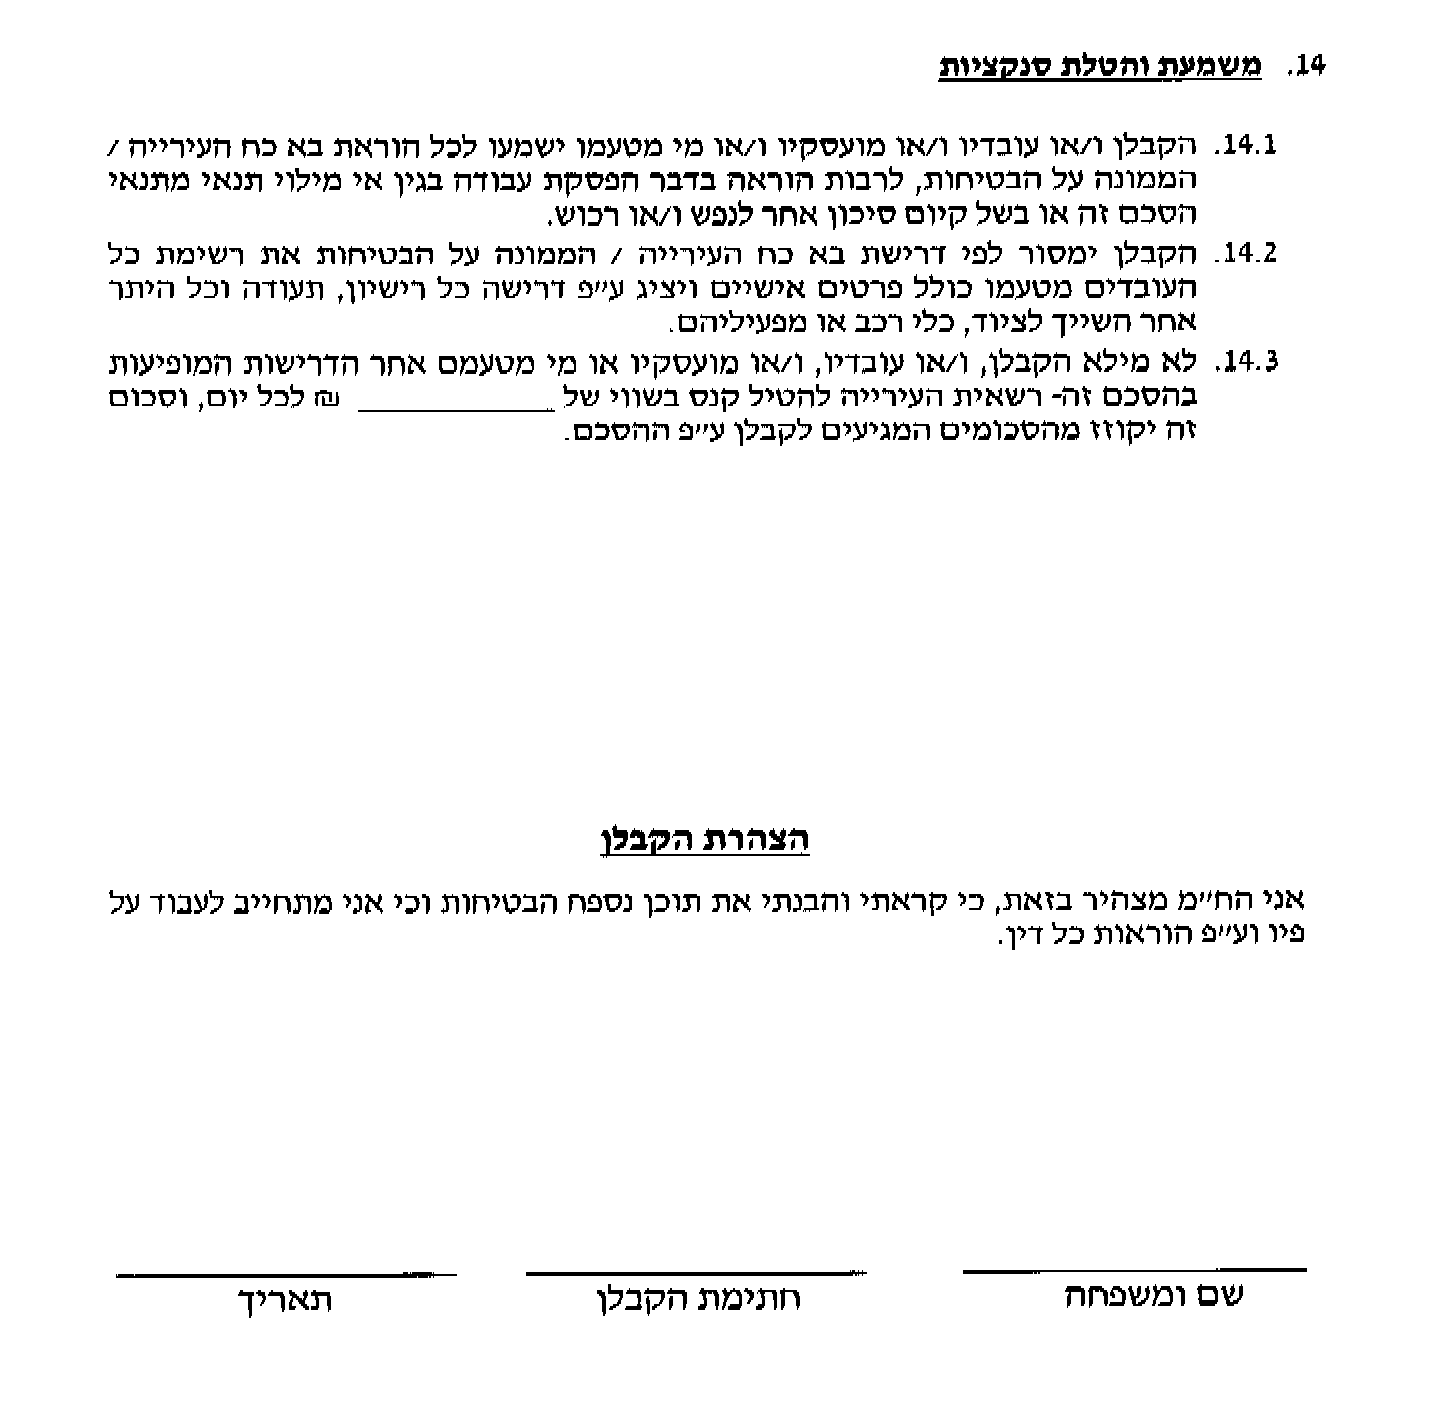 14. משמעת והטלת סנקציות
14.1. הקבלן ו/או עובדיו ו/או מועסקיו ו/או מי מטעמו ישמעו לכל הוראת בא כח העירייה /
הממונה על הבטיחות, לרבות הוראה בדבר הפסקת עבודה בגין אי מילוי תנאי מתנאי
הסכם זה או בשל קיום סיכון אחר לנפש ו/או רכוש.
14.2. הקבלן ימסור לפי דרישת בא כח העירייה / הממונה על הבטיחות את רשימת כל
העובדים מטעמו כולל פרטים אישיים ויציג ע״פ דרישה כל רישיון, תעודה וכל היתר
אחר השייך לציוד, כלי רכב או מפעיליהם.
14.3. לא מילא הקבלן, ו/או עובדיו, ו/או מועסקיו או מי מטעמם אחר הדרישות המופיעות
בהסכם זה- רשאית העירייה להטיל קנס בשווי של ______________ ₪ לכל יום, וסכום
זה יקוזז מהסכומים המגיעים לקבלן ע״פ ההסכם.
הצהרת הקבלן
אני הח״מ מצהיר בזאת, כי קראתי והבנתי את תוכן נספח הבטיחות וכי אני מתחייב לעבוד על
פיו וע״פ הוראות כל דין.
שם ומשפחה חתימת הקבלן תאריך